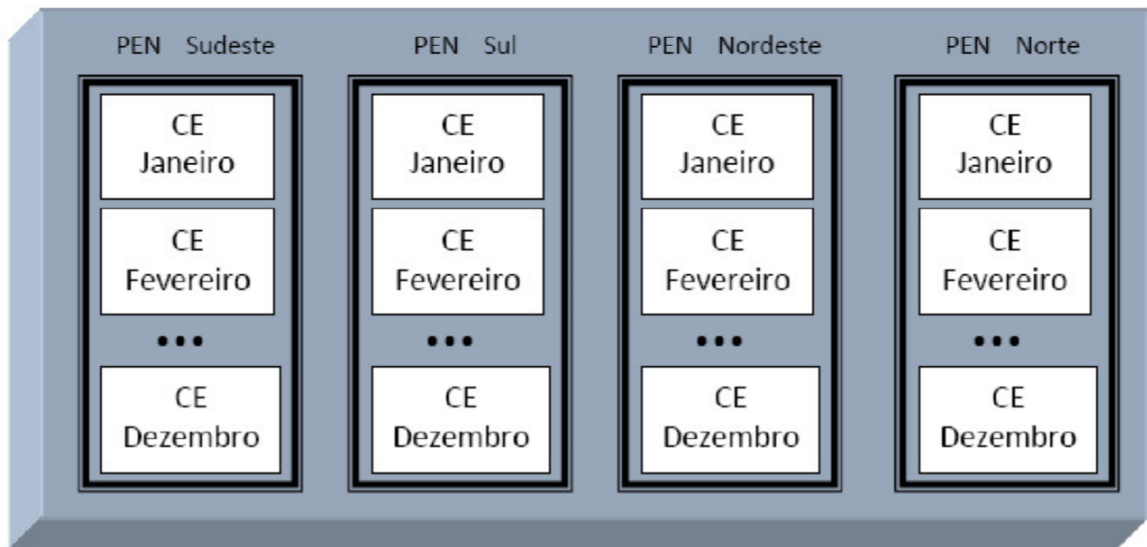 PEN Sudeste
CE
Janeiro
CE
Fevereiro
...
CE
Dezembro
PEN Sul
CE
Janeiro
CE
Fevereiro
...
CE
Dezembro
PEN Nordeste
CE
Janeiro
CE
Fevereiro
...
CE
Dezembro
PEN Norte
CE
Janeiro
CE
Fevereiro
...
CE
Dezembro